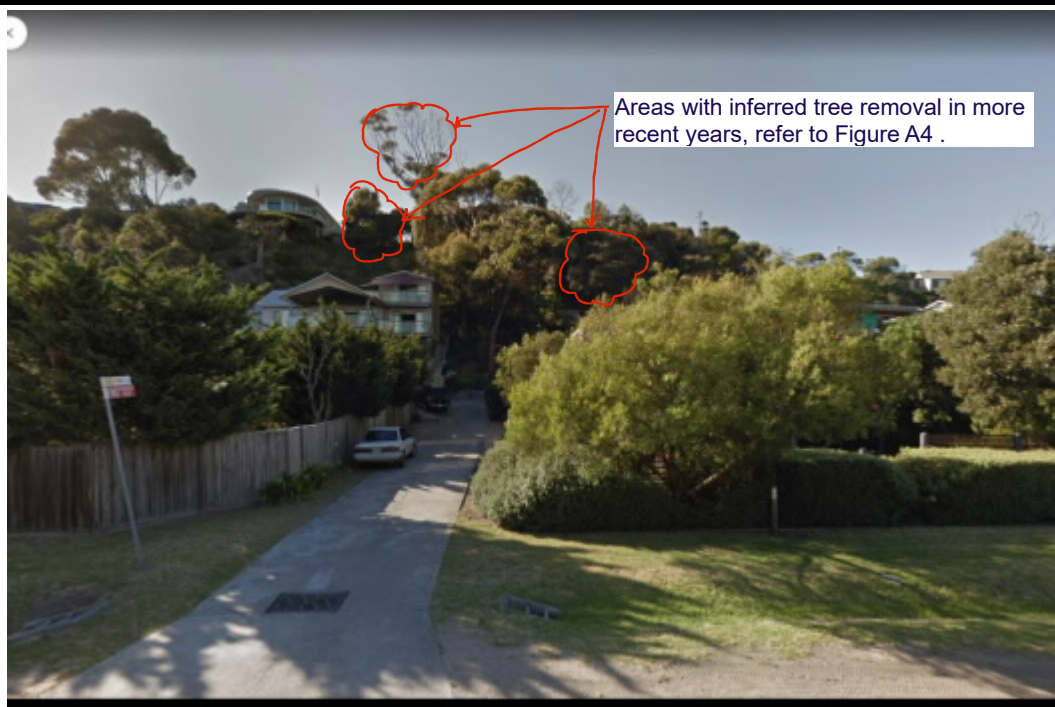 Areas with inferred tree removal in more
recent years, refer to Figure A4 .